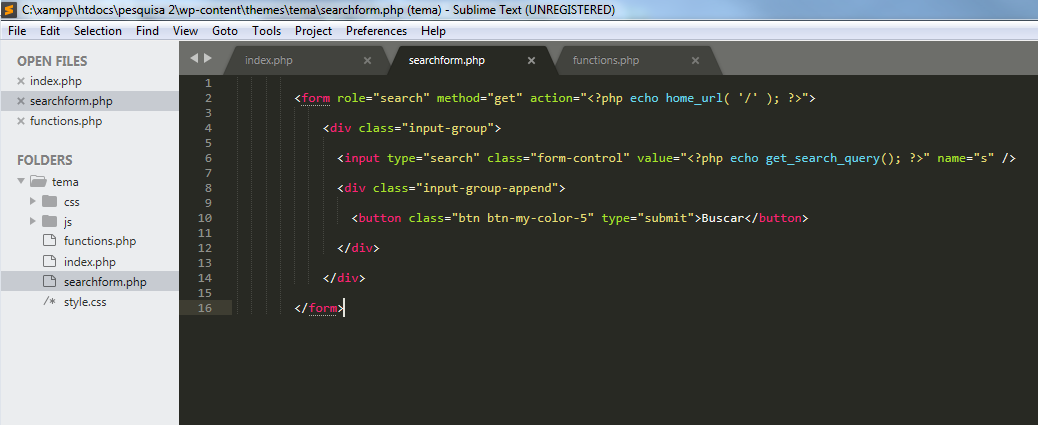 C:\xampp\htdocs\pesquisa 2\wp-content\themes\tema\searchform.php (tema) - Sublime Text (UNREGISTERED)
File Edit Selection Find View Goto Tools Project Preferences Help
OPEN FILES
index.php
searchform.php
functions.php
FOLDERS
tema
css
js
functions.php
index.php
searchform.php
/* style.css
index.php searchform.php functions.php
1
2 <form role="search" method="get" action="<?php echo home_url( '/' ); ?>">
3
4 <div class="input-group">
5
6 <input type="search" class="form-control" value="<?php echo get_search_query(); ?>" name="s" />
7
8 <div class="input-group-append">
9
10 <button class="btn btn-my-color-5" type="submit">Buscar</button>
11
12 </div>
13
14 </div>
15
16 </form>